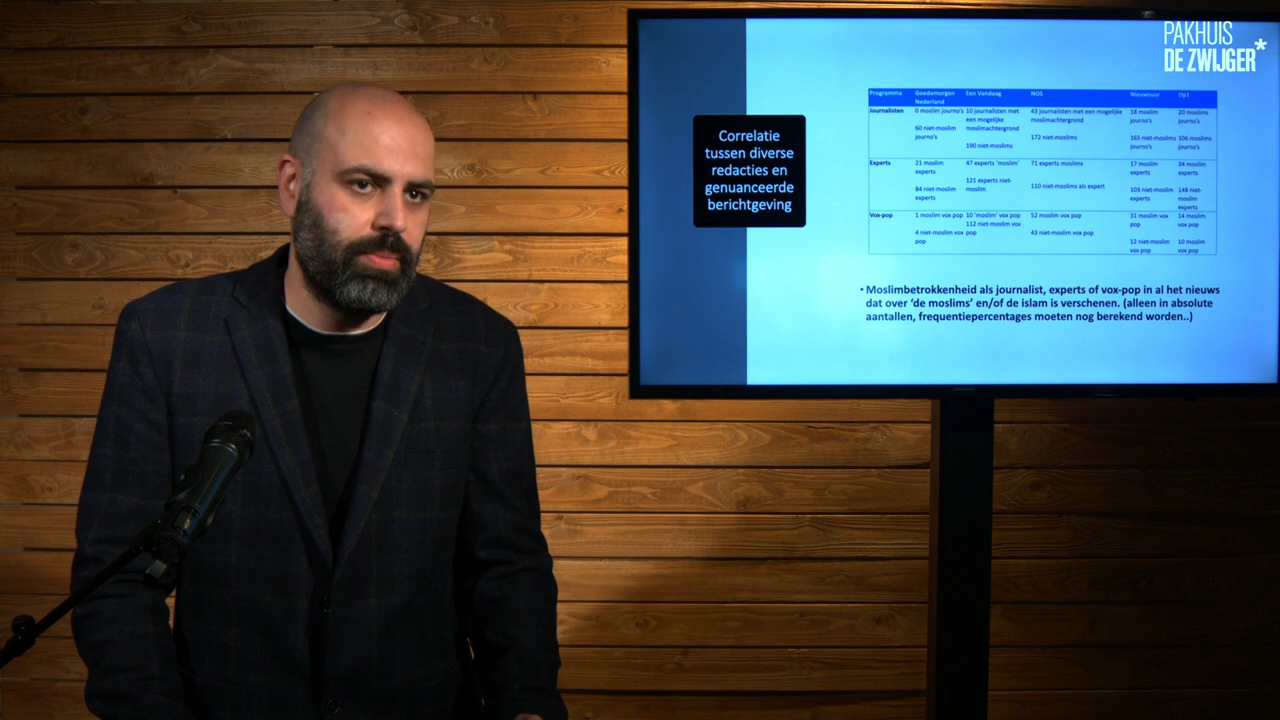 PAKHUIS
DE ZWIJGER*
Correlatie
tussen diverse
redacties en
genuanceerde
berichtgeving
Programma Goedemorgen Nederland Een Vandaag NOS Nieuwsuur Op1
Journalisten 0 moslim journo's 10 journalisten met een mogelijke moslimachtergrond 43 journalisten met een mogelijke moslimachtergrond 18 moslim journo's 20 moslims journo's
60 niet-moslim journo's 190 niet-moslims 172 niet-moslims 165 niet-moslims journo's 106 moslims journo's
Experts 21 moslim experts 47 experts 'moslim' 71 experts moslims 17 moslim experts 34 moslim experts
84 niet-moslim experts 121 experts niet-moslim 110 niet-moslims als expert 103 niet-moslim experts 148 niet-moslim experts
Vox-pop 1 moslim vox pop 10 'moslim' vox pop 52 moslim vox pop 31 moslim vox pop 14 moslim vox pop
4 niet-moslim vox pop 112 niet-moslim vox pop 43 niet-moslim vox pop 12 niet-moslim vox pop 10 moslim vox pop
• Moslimbetrokkenheid als journalist, experts of vox-pop in al het nieuws
dat over 'de moslims' en/of de islam is verschenen. (alleen in absolute
aantallen, frequentiepercentages moeten nog berekend worden..)